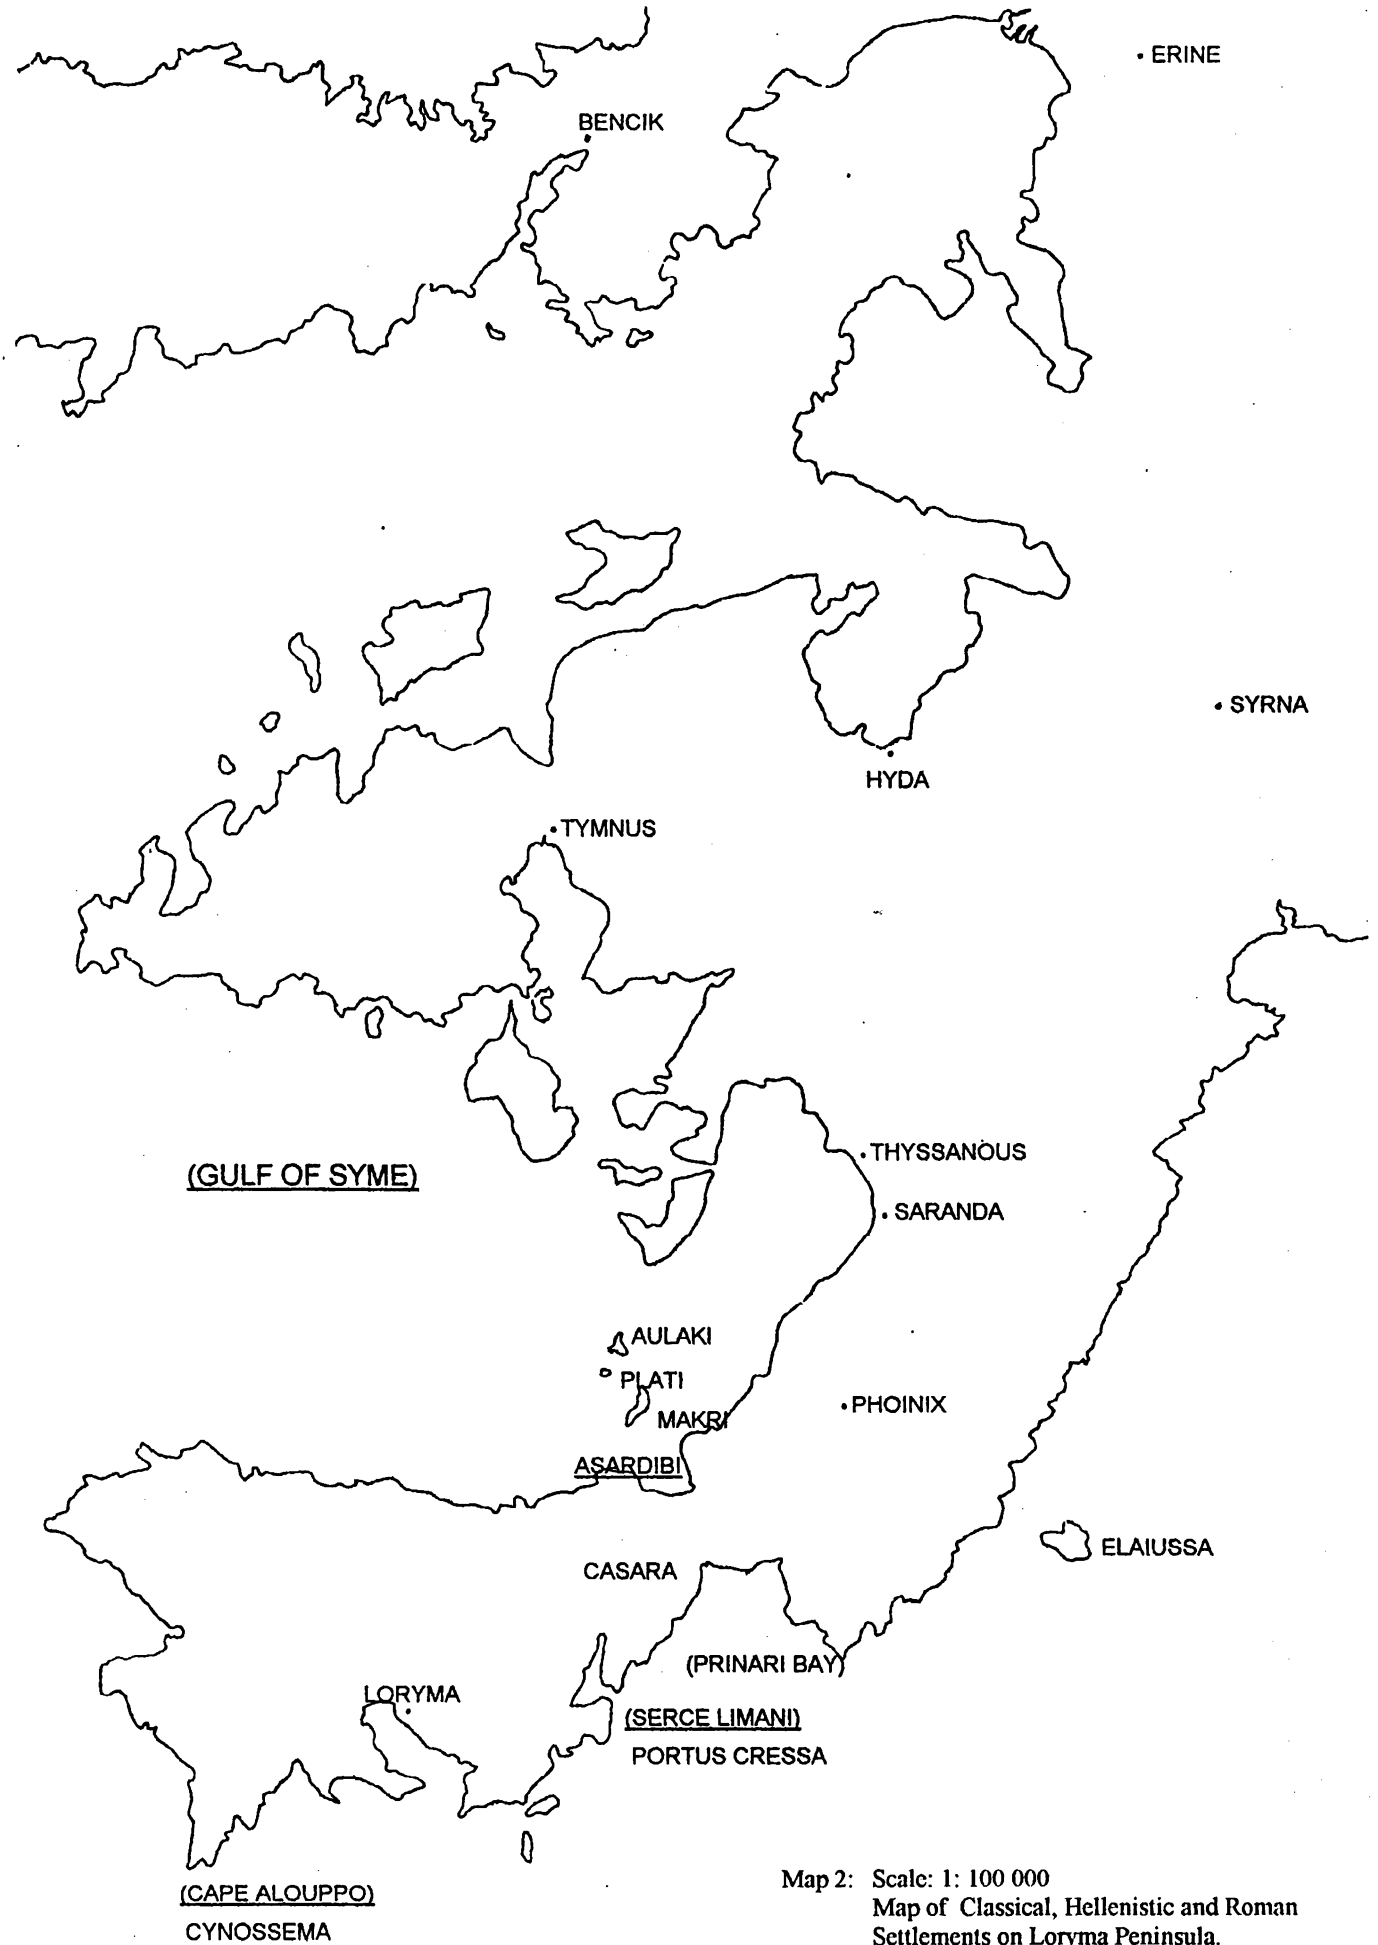 ERINE
BENCIK
SYRNA
HYDA
TYMNUS
THYSSANOUS
(GULF OF SYME)
SARANDA
AULAKI
PLATI
PHOINIX
MAKRI
ASARDIBI
ELAIUSSA
CASARA
(PRINARI BAY)
LORYMA
(SERCE LIMANI)
PORTUS CRESSA
Map 2: Scale: 1: 100 000
(CAPE ALOUPPO)
Map of Classical, Hellenistic and Roman
CYNOSSEMA
Settlements on Loryma Peninsula.